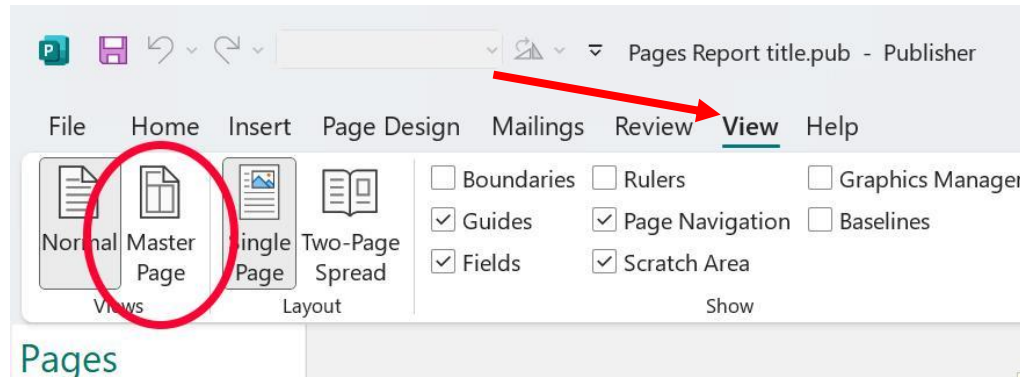 Pages Report title.pub - Publisher
File Home Insert Page Design Mailings Review View Help
Boundaries Rulers Graphics Manager
Guides Page Navigation Baselines
Fields Scratch Area
Normal Master Single Two-Page
Page Page Spread
Views Layout Show
Pages